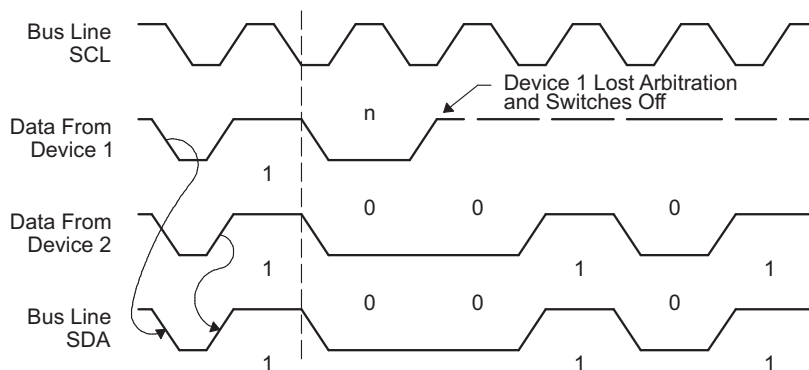 Bus Line
SCL
Device 1 Lost Arbitration
and Switches Off
n
Data From
Device 1
1
0 0 0
Data From
Device 2
1 1 1
0 0 0
Bus Line
SDA
1 1 1